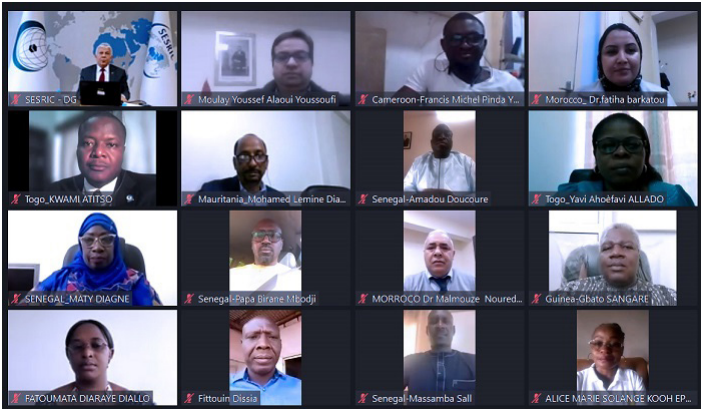 SESRIC
SESRIC - DG
Moulay Youssef Alaoui Youssoufi
Cameroon-Francis Michel Pinda Y...
Morocco_ Dr.fatiha barkatou
Togo_KWAMI ATITSO
Mauritania_Mohamed Lemine Dia...
Senegal-Amadou Doucoure
Togo_Yavi Ahoèfavi ALLADO
SENEGAL_MATY DIAGNE
Senegal-Papa Birane Mbodji
MORROCO Dr Malmouze Noured...
Guinea-Gbato SANGARE
FATOUMATA DIARAYE DIALLO
Fittouin Dissia
Senegal-Massamba Sall
ALICE MARIE SOLANGE KOOH EP...